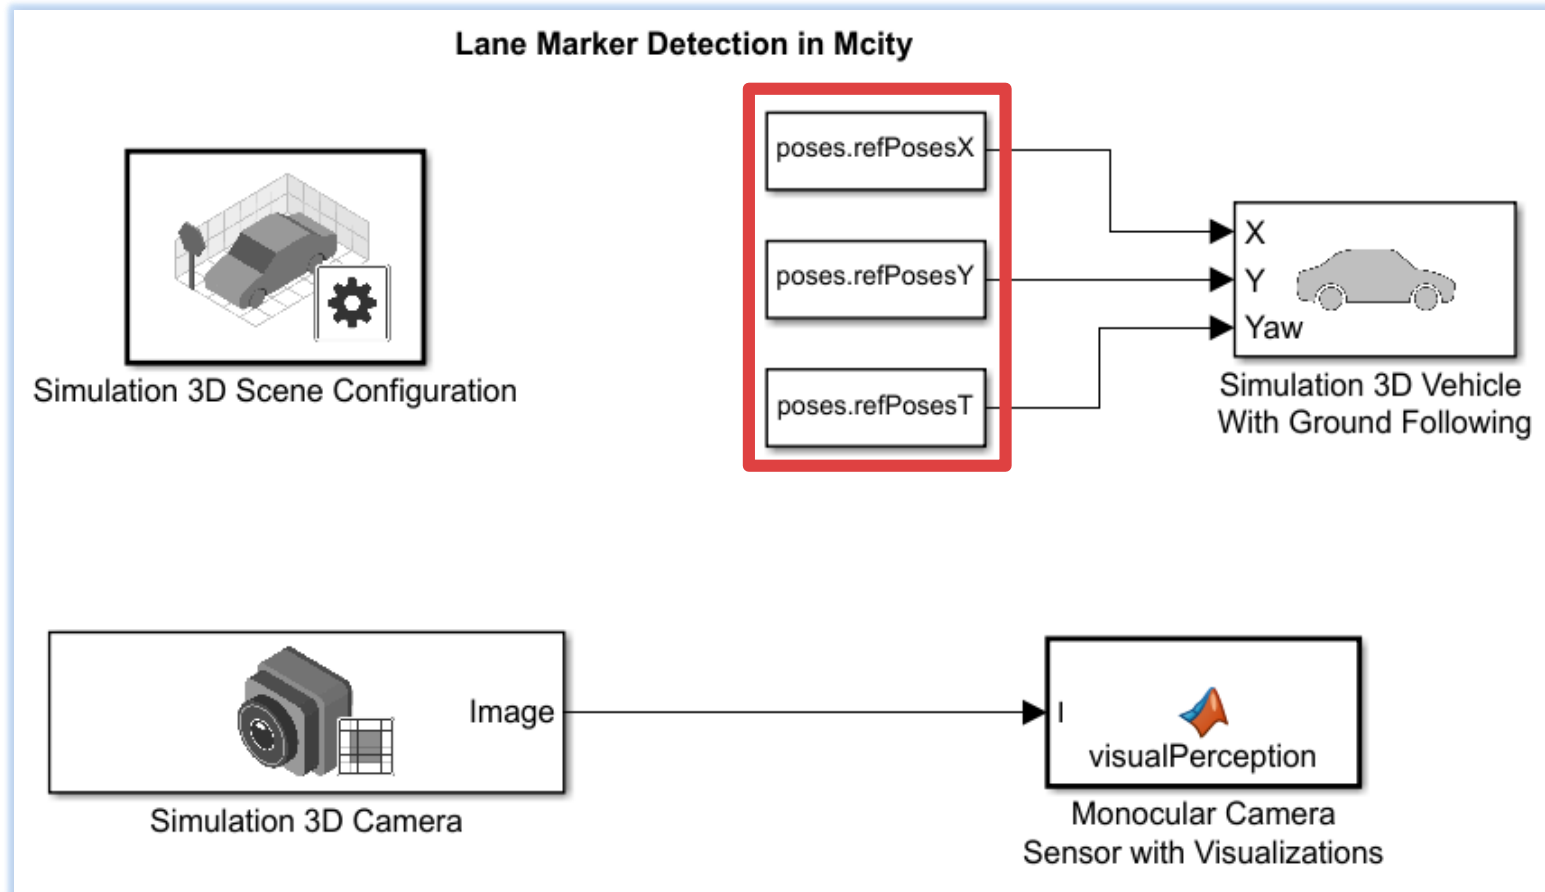 Lane Marker Detection in Mcity
poses.refPosesX
X
poses.refPosesY
Y
Yaw
poses.refPosesT
Simulation 3D Scene Configuration
Simulation 3D Vehicle
With Ground Following
Image
I
visualPerception
Simulation 3D Camera
Monocular Camera
Sensor with Visualizations